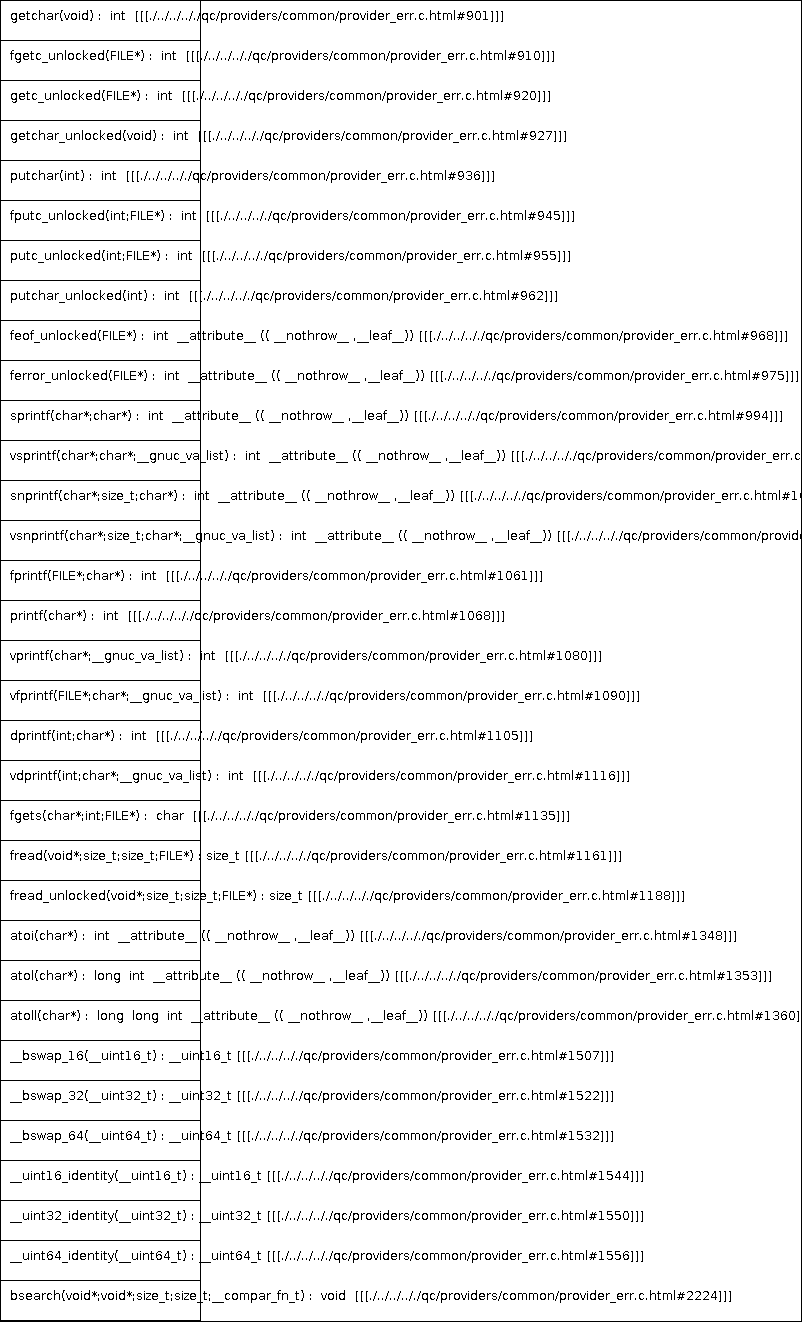 getchar(void) : int [[[./../../../qc/providers/common/provider_err.c.html#901]]]
fgetc_unlocked(FILE*) : int [[[./../../../qc/providers/common/provider_err.c.html#910]]]
getc_unlocked(FILE*) : int [[[./../../../qc/providers/common/provider_err.c.html#920]]]
getchar_unlocked(void) : int [[[./../../../qc/providers/common/provider_err.c.html#927]]]
putchar(int) : int [[[./../../../qc/providers/common/provider_err.c.html#936]]]
fputc_unlocked(int;FILE*) : int [[[./../../../qc/providers/common/provider_err.c.html#945]]]
putc_unlocked(int;FILE*) : int [[[./../../../qc/providers/common/provider_err.c.html#955]]]
putchar_unlocked(int) : int [[[./../../../qc/providers/common/provider_err.c.html#962]]]
feof_unlocked(FILE*) : int __attribute__ (( __nothrow__ ,__leaf__)) [[[./../../../qc/providers/common/provider_err.c.html#968]]]
ferror_unlocked(FILE*) : int __attribute__ (( __nothrow__ ,__leaf__)) [[[./../../../qc/providers/common/provider_err.c.html#975]]]
sprintf(char*;char*) : int __attribute__ (( __nothrow__ ,__leaf__)) [[[./../../../qc/providers/common/provider_err.c.html#994]]]
vsprintf(char*;char*;__gnuc_va_list) : int __attribute__ (( __nothrow__ ,__leaf__)) [[[./../../../qc/providers/common/provider_err.c
snprintf(char*;size_t;char*) : int __attribute__ (( __nothrow__ ,__leaf__)) [[[./../../../qc/providers/common/provider_err.c.html#1
vsnprintf(char*;size_t;char*;__gnuc_va_list) : int __attribute__ (( __nothrow__ ,__leaf__)) [[[./../../../qc/providers/common/provide
fprintf(FILE*;char*) : int [[[./../../../qc/providers/common/provider_err.c.html#1061]]]
printf(char*) : int [[[./../../../qc/providers/common/provider_err.c.html#1068]]]
vprintf(char*;__gnuc_va_list) : int [[[./../../../qc/providers/common/provider_err.c.html#1080]]]
vfprintf(FILE*;char*;__gnuc_va_list) : int [[[./../../../qc/providers/common/provider_err.c.html#1090]]]
dprintf(int;char*) : int [[[./../../../qc/providers/common/provider_err.c.html#1105]]]
vdprintf(int;char*;__gnuc_va_list) : int [[[./../../../qc/providers/common/provider_err.c.html#1116]]]
fgets(char*;int;FILE*) : char [[[./../../../qc/providers/common/provider_err.c.html#1135]]]
fread(void*;size_t;size_t;FILE*) : size_t [[[./../../../qc/providers/common/provider_err.c.html#1161]]]
fread_unlocked(void*;size_t;size_t;FILE*) : size_t [[[./../../../qc/providers/common/provider_err.c.html#1188]]]
atoi(char*) : int __attribute__ (( __nothrow__ ,__leaf__)) [[[./../../../qc/providers/common/provider_err.c.html#1348]]]
atol(char*) : long int __attribute__ (( __nothrow__ ,__leaf__)) [[[./../../../qc/providers/common/provider_err.c.html#1353]]]
atoll(char*) : long long int __attribute__ (( __nothrow__ ,__leaf__)) [[[./../../../qc/providers/common/provider_err.c.html#1360]
__bswap_16(__uint16_t) : __uint16_t [[[./../../../qc/providers/common/provider_err.c.html#1507]]]
__bswap_32(__uint32_t) : __uint32_t [[[./../../../qc/providers/common/provider_err.c.html#1522]]]
__bswap_64(__uint64_t) : __uint64_t [[[./../../../qc/providers/common/provider_err.c.html#1532]]]
__uint16_identity(__uint16_t) : __uint16_t [[[./../../../qc/providers/common/provider_err.c.html#1544]]]
__uint32_identity(__uint32_t) : __uint32_t [[[./../../../qc/providers/common/provider_err.c.html#1550]]]
__uint64_identity(__uint64_t) : __uint64_t [[[./../../../qc/providers/common/provider_err.c.html#1556]]]
bsearch(void*;void*;size_t;size_t;__compar_fn_t) : void [[[./../../../qc/providers/common/provider_err.c.html#2224]]]